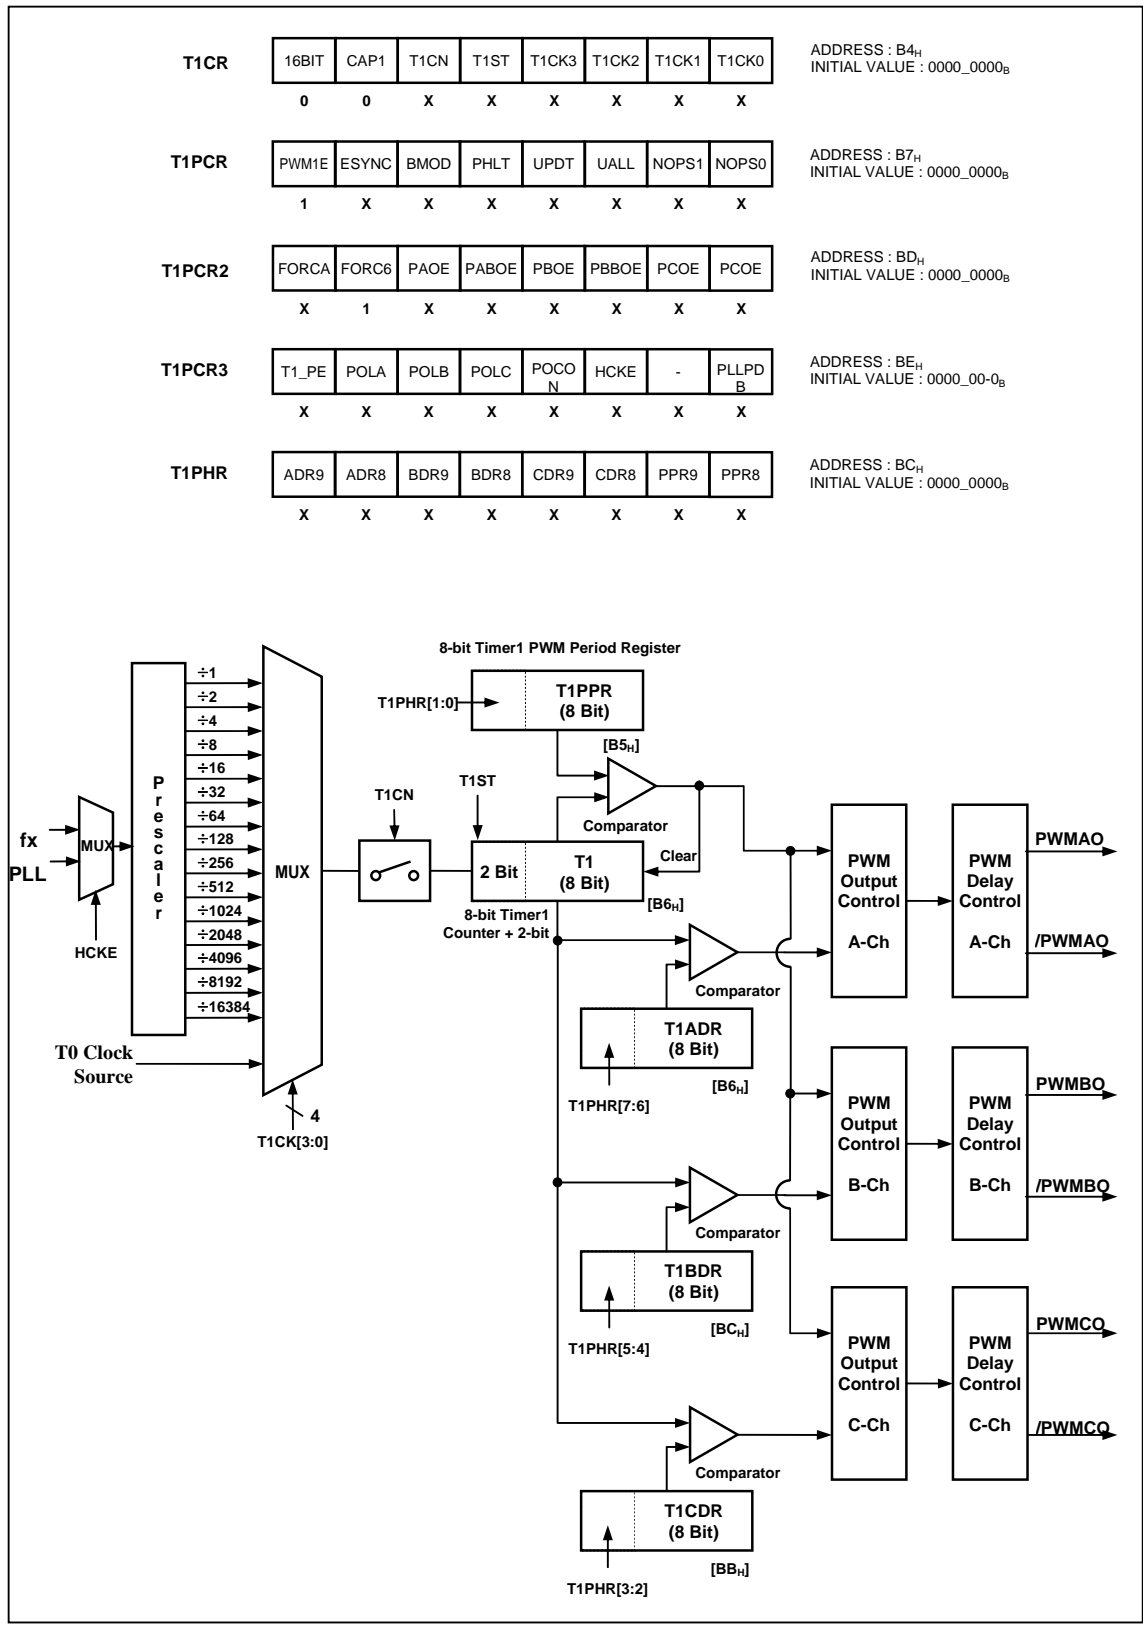 T1CR 16BIT CAP1 T1CN T1ST T1CK3 T1CK2 T1CK1 T1CK0 ADDRESS : B4H
INITIAL VALUE : 0000_0000B
0 0 X X X X X X
T1PCR PWM1E ESYNC BMOD PHLT UPDT UALL NOPS1 NOPS0 ADDRESS : B7H
INITIAL VALUE : 0000_0000B
1 X X X X X X X
T1PCR2 FORCA FORC6 PAOE PABOE PBOE PBBOE PCOE PCOE ADDRESS : BDH
INITIAL VALUE : 0000_0000B
X 1 X X X X X X
T1PCR3 T1_PE POLA POLB POLC POCO
N HCKE - PLLPD
B ADDRESS : BEH
INITIAL VALUE : 0000_00-0B
X X X X X X X X
T1PHR ADR9 ADR8 BDR9 BDR8 CDR9 CDR8 PPR9 PPR8 ADDRESS : BCH
INITIAL VALUE : 0000_0000B
X X X X X X X X
fx
PLL
MUX
HCKE
Prescaler
÷1
÷2
÷4
÷8
÷16
÷32
÷64
÷128
÷256
÷512
÷1024
÷2048
÷4096
÷8192
÷16384
T0 Clock
Source
MUX
4
T1CK[3:0]
T1CN
T1ST
8-bit Timer1 PWM Period Register
T1PHR[1:0]
T1PPR
(8 Bit)
[B5H]
Comparator
2 Bit
T1
(8 Bit)
Clear
[B6H]
8-bit Timer1
Counter + 2-bit
Comparator
T1ADR
(8 Bit)
[B6H]
T1PHR[7:6]
Comparator
T1BDR
(8 Bit)
[BCH]
T1PHR[5:4]
Comparator
T1CDR
(8 Bit)
[BBH]
T1PHR[3:2]
PWM
Output
Control
A-Ch
PWM
Delay
Control
A-Ch
PWMAO
/PWMAO
PWM
Output
Control
B-Ch
PWM
Delay
Control
B-Ch
PWMBO
/PWMBO
PWM
Output
Control
C-Ch
PWM
Delay
Control
C-Ch
PWMCO
/PWMCO